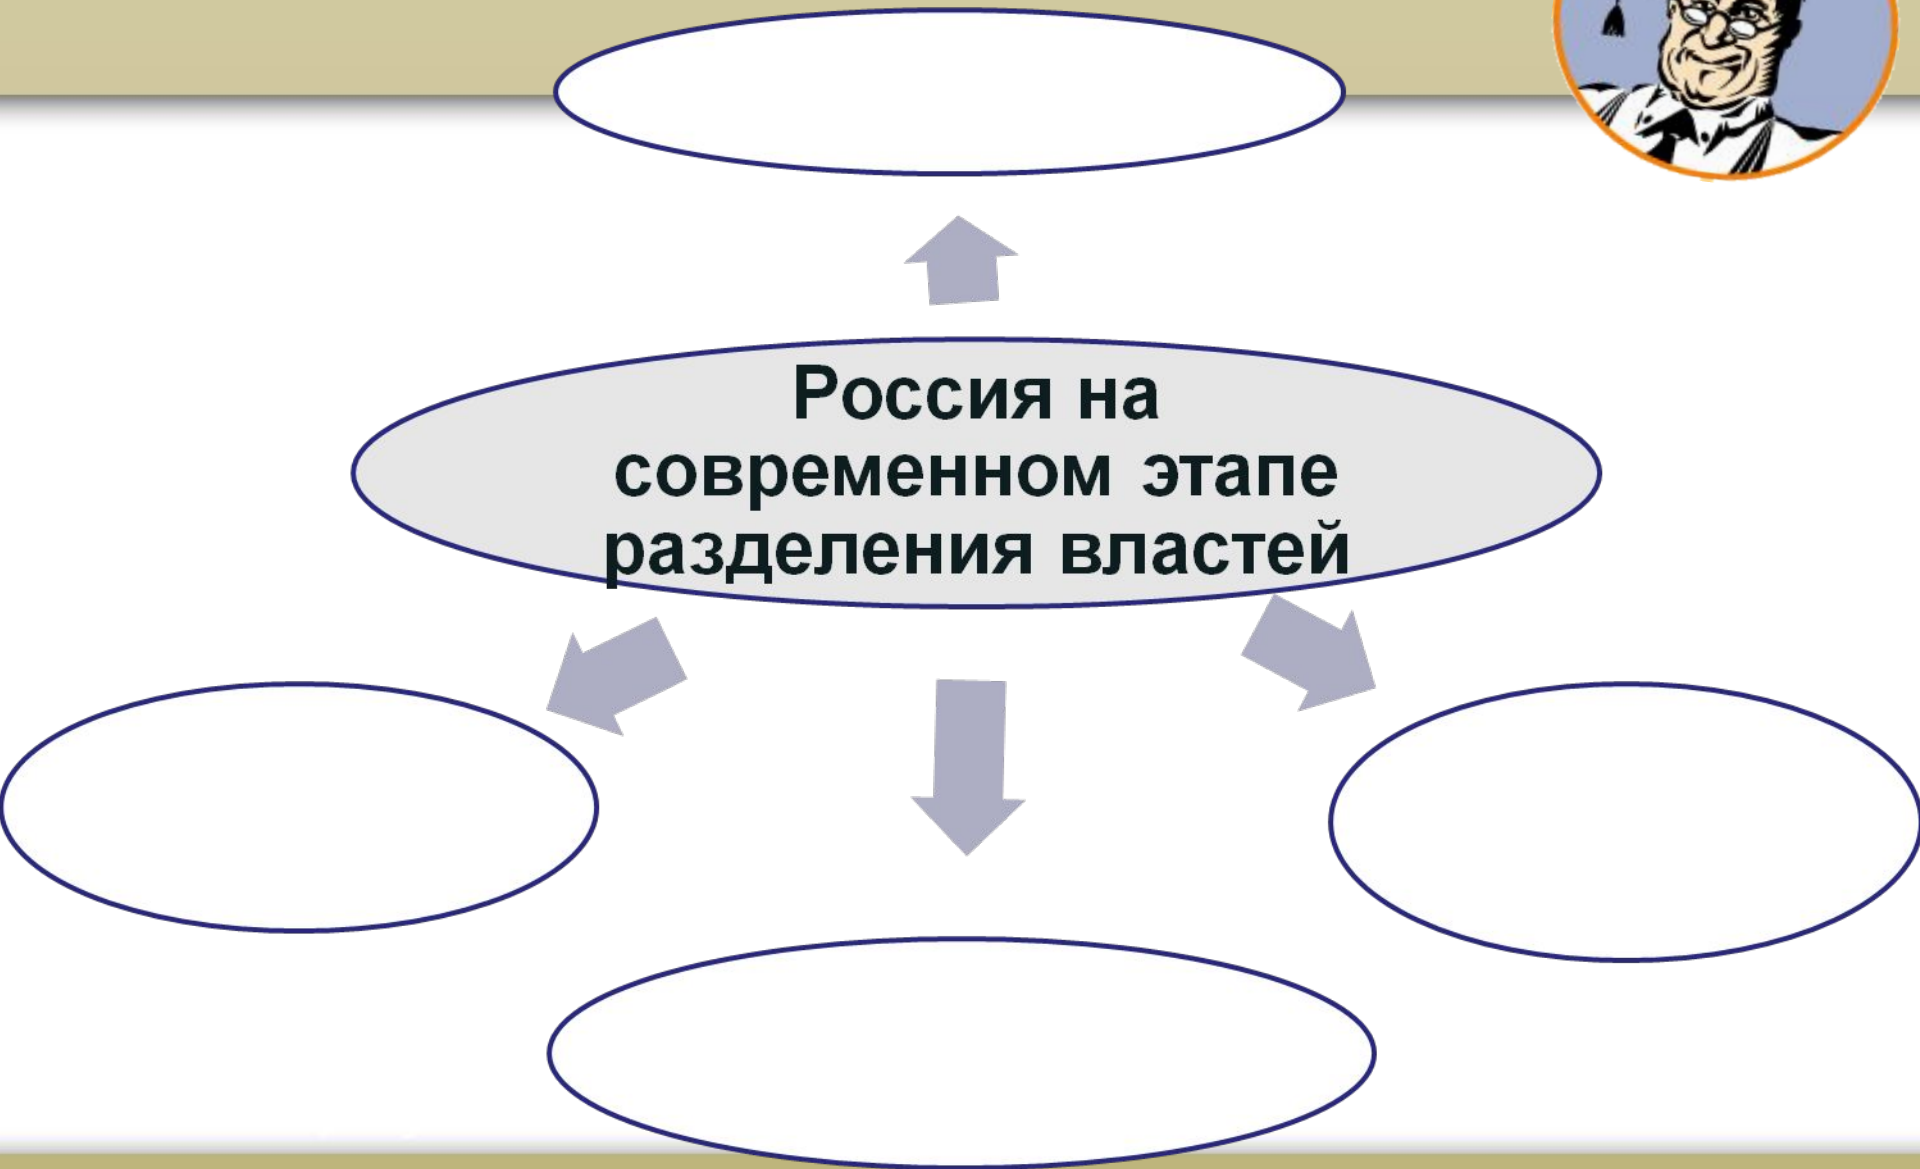 Россия на
современном этапе
разделения властей